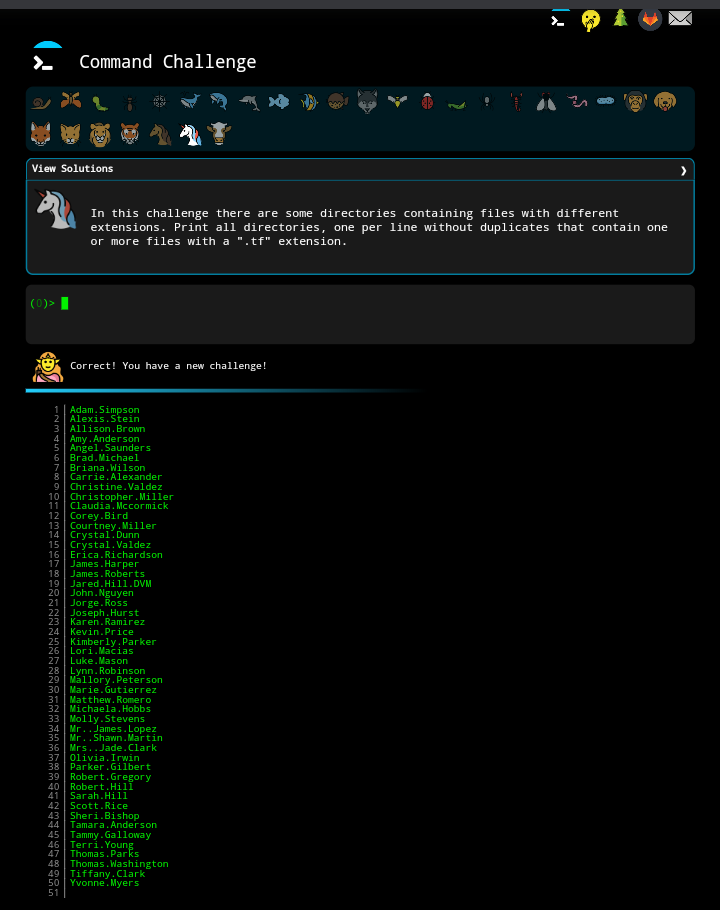 Command Challenge
View Solutions
In this challenge there are some directories containing files with different
extensions. Print all directories, one per line without duplicates that contain one
or more files with a ".tf" extension.
(0)>
Correct! You have a new challenge!
1 Adam.Simpson
2 Alexis.Stein
3 Allison.Brown
4 Amy.Anderson
5 Angel.Saunders
6 Brad.Michael
7 Briana.Wilson
8 Carrie.Alexander
9 Christine.Valdez
10 Christopher.Miller
11 Claudia.Mccormick
12 Corey.Bird
13 Courtney.Miller
14 Crystal.Dunn
15 Crystal.Valdez
16 Erica.Richardson
17 James.Harper
18 James.Roberts
19 Jared.Hill.DVM
20 John.Nguyen
21 Jorge.Ross
22 Joseph.Hurst
23 Karen.Ramirez
24 Kevin.Price
25 Kimberly.Parker
26 Lori.Macias
27 Luke.Mason
28 Lynn.Robinson
29 Mallory.Peterson
30 Marie.Gutierrez
31 Matthew.Romero
32 Michaela.Hobbs
33 Molly.Stevens
34 Mr..James.Lopez
35 Mr..Shawn.Martin
36 Mrs..Jade.Clark
37 Olivia.Irwin
38 Parker.Gilbert
39 Robert.Gregory
40 Robert.Hill
41 Sarah.Hill
42 Scott.Rice
43 Sheri.Bishop
44 Tamara.Anderson
45 Tammy.Galloway
46 Terri.Young
47 Thomas.Parks
48 Thomas.Washington
49 Tiffany.Clark
50 Yvonne.Myers
51